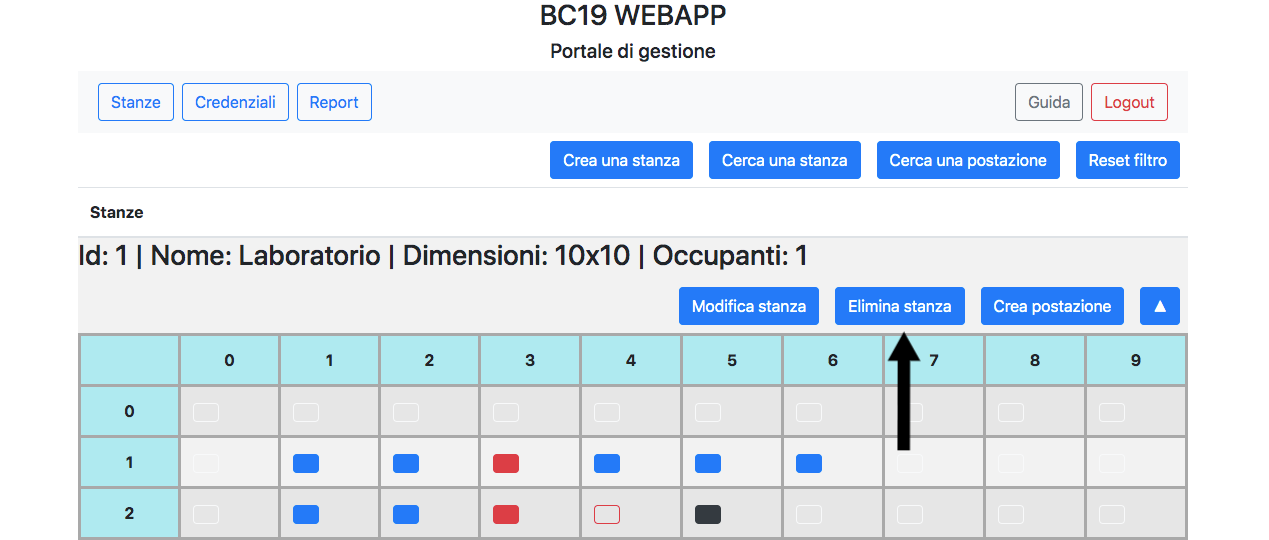 BC19 WEBAPP
Portale di gestione
Stanze Credenziali Report Guida Logout
Crea una stanza Cerca una stanza Cerca una postazione Reset filtro
Stanze
Id: 1 | Nome: Laboratorio | Dimensioni: 10x10 | Occupanti: 1
Modifica stanza Elimina stanza Crea postazione ▲
0 1 2 3 4 5 6 7 8 9
0
1
2